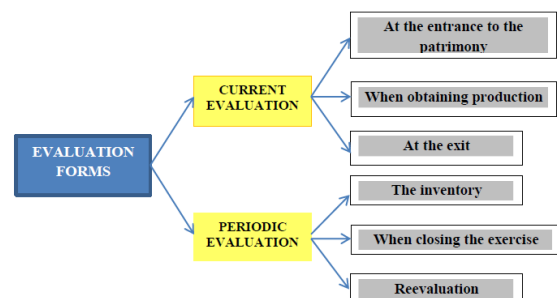 EVALUATION
FORMS
CURRENT
EVALUATION
At the entrance to the
patrimony
When obtaining production
At the exit
PERIODIC
EVALUATION
The inventory
When closing the exercise
Reevaluation